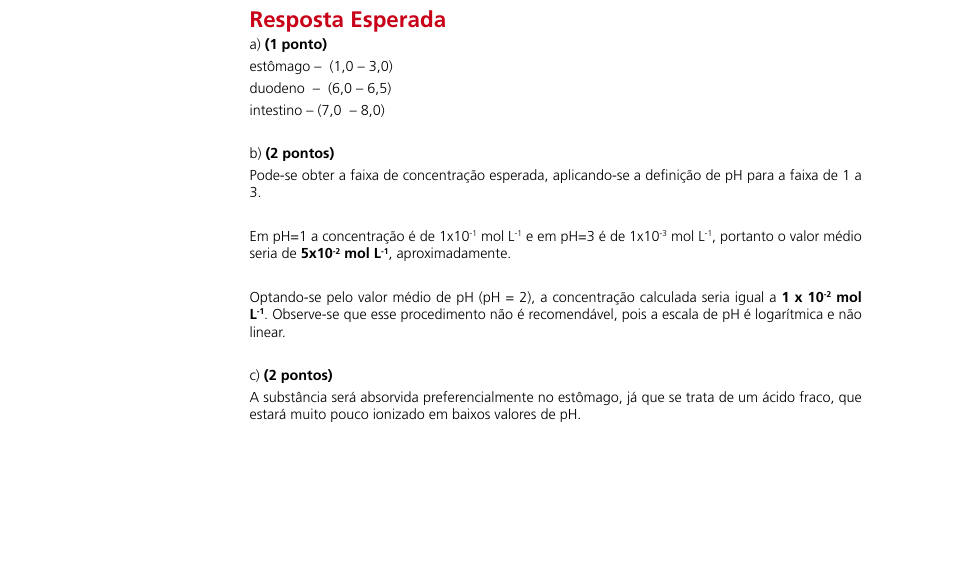 Resposta Esperada
a) (1 ponto)
estômago – (1,0 – 3,0)
duodeno – (6,0 – 6,5)
intestino – (7,0 – 8,0)
b) (2 pontos)
Pode-se obter a faixa de concentração esperada, aplicando-se a definição de pH para a faixa de 1 a
3.
Em pH=1 a concentração é de 1x10⁻¹ mol L⁻¹ e em pH=3 é de 1x10⁻³ mol L⁻¹, portanto o valor médio
seria de 5x10⁻² mol L⁻¹, aproximadamente.
Optando-se pelo valor médio de pH (pH = 2), a concentração calculada seria igual a 1 x 10⁻² mol
L⁻¹. Observe-se que esse procedimento não é recomendável, pois a escala de pH é logarítmica e não
linear.
c) (2 pontos)
A substância será absorvida preferencialmente no estômago, já que se trata de um ácido fraco, que
estará muito pouco ionizado em baixos valores de pH.